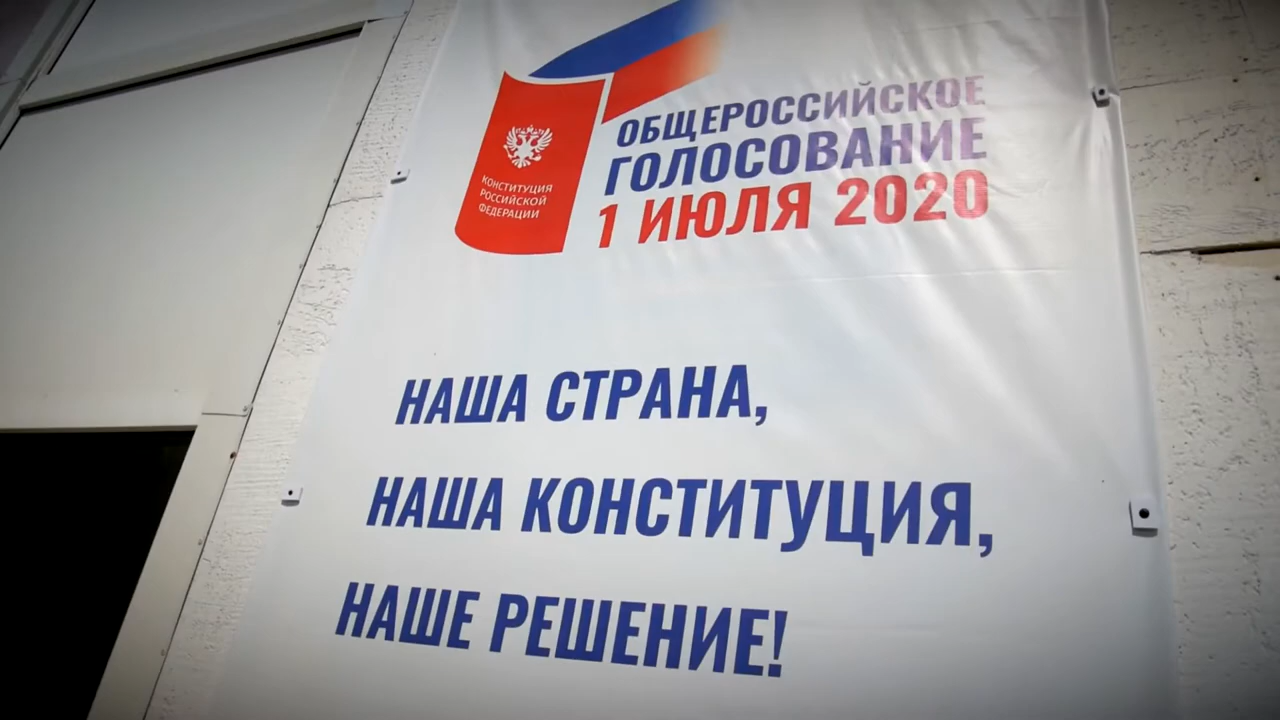 ОБЩЕРОССИЙСКОЕ
ГОЛОСОВАНИЕ
1 ИЮЛЯ 2020
КОНСТИТУЦИЯ
РОССИЙСКОЙ
ФЕДЕРАЦИИ
НАША СТРАНА,
НАША КОНСТИТУЦИЯ,
НАШЕ РЕШЕНИЕ!